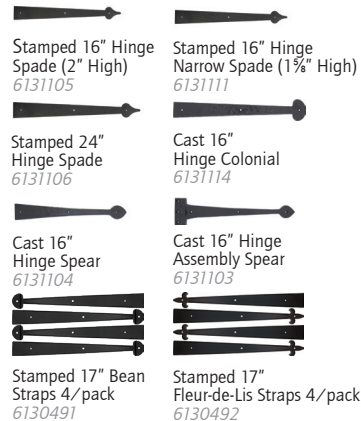 Stamped 16" Hinge
Spade (2" High)
6131105
Stamped 16" Hinge
Narrow Spade (1⅝" High)
6131111
Stamped 24"
Hinge Spade
6131106
Cast 16"
Hinge Colonial
6131114
Cast 16"
Hinge Spear
6131104
Cast 16" Hinge
Assembly Spear
6131103
Stamped 17" Bean
Straps 4/pack
6130491
Stamped 17"
Fleur-de-Lis Straps 4/pack
6130492